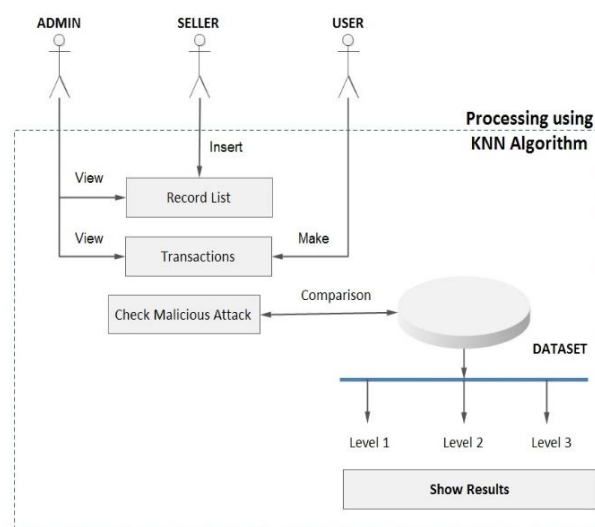 ADMIN
SELLER
USER
Processing using
KNN Algorithm
Insert
View
Record List
View
Make
Transactions
Comparison
Check Malicious Attack
DATASET
Level 1
Level 2
Level 3
Show Results